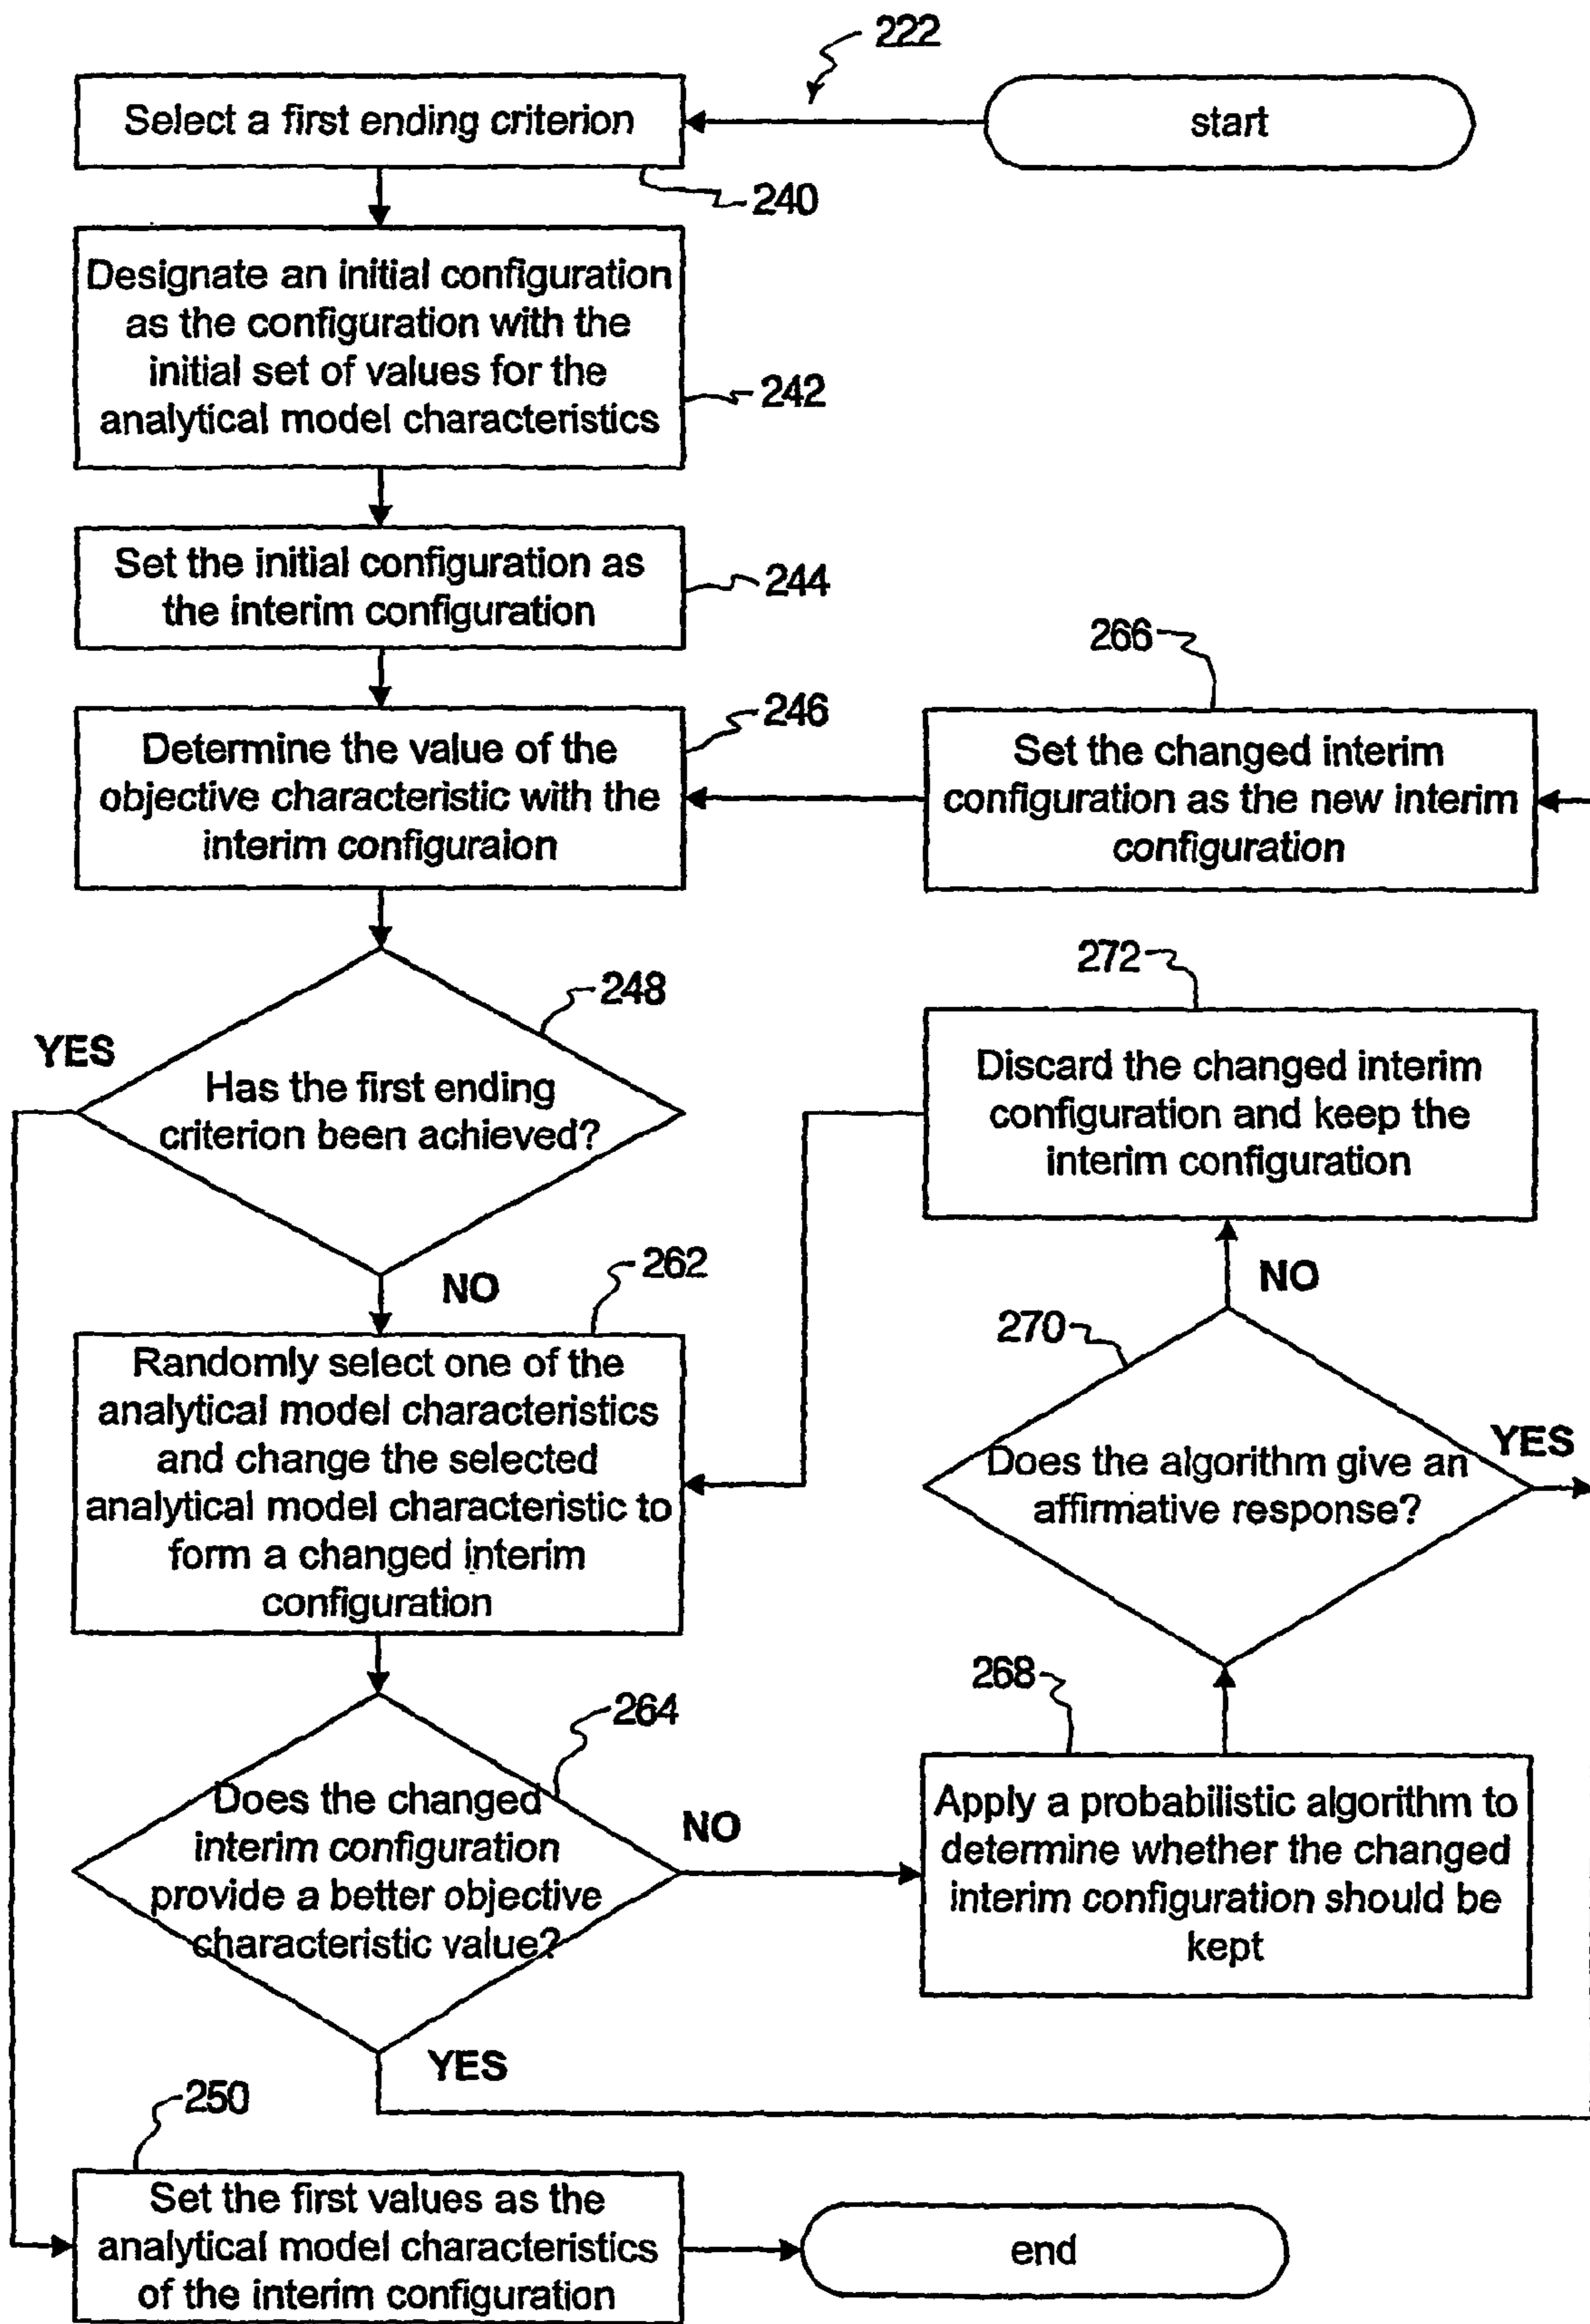 222
Select a first ending criterion
start
240
Designate an initial configuration
as the configuration with the
initial set of values for the
analytical model characteristics
242
Set the initial configuration as
the interim configuration
244
266
246
Determine the value of the
objective characteristic with the
interim configuraion
Set the changed interim
configuration as the new interim
configuration
248
YES
Has the first ending
criterion been achieved?
NO
272
Discard the changed interim
configuration and keep the
interim configuration
NO
262
Randomly select one of the
analytical model characteristics
and change the selected
analytical model characteristic to
form a changed interim
configuration
270
Does the algorithm give an
affirmative response?
YES
264
Does the changed
interim configuration
provide a better objective
characteristic value?
NO
YES
268
Apply a probabilistic algorithm to
determine whether the changed
interim configuration should be
kept
250
Set the first values as the
analytical model characteristics
of the interim configuration
end